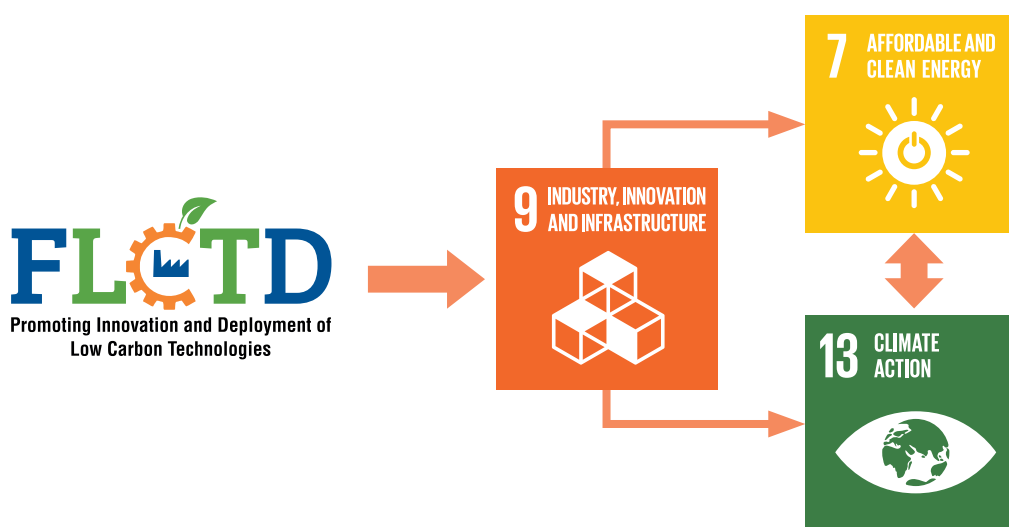 FLCTD
Promoting Innovation and Deployment of
Low Carbon Technologies
9 INDUSTRY, INNOVATION
AND INFRASTRUCTURE
7 AFFORDABLE AND
CLEAN ENERGY
13 CLIMATE
ACTION